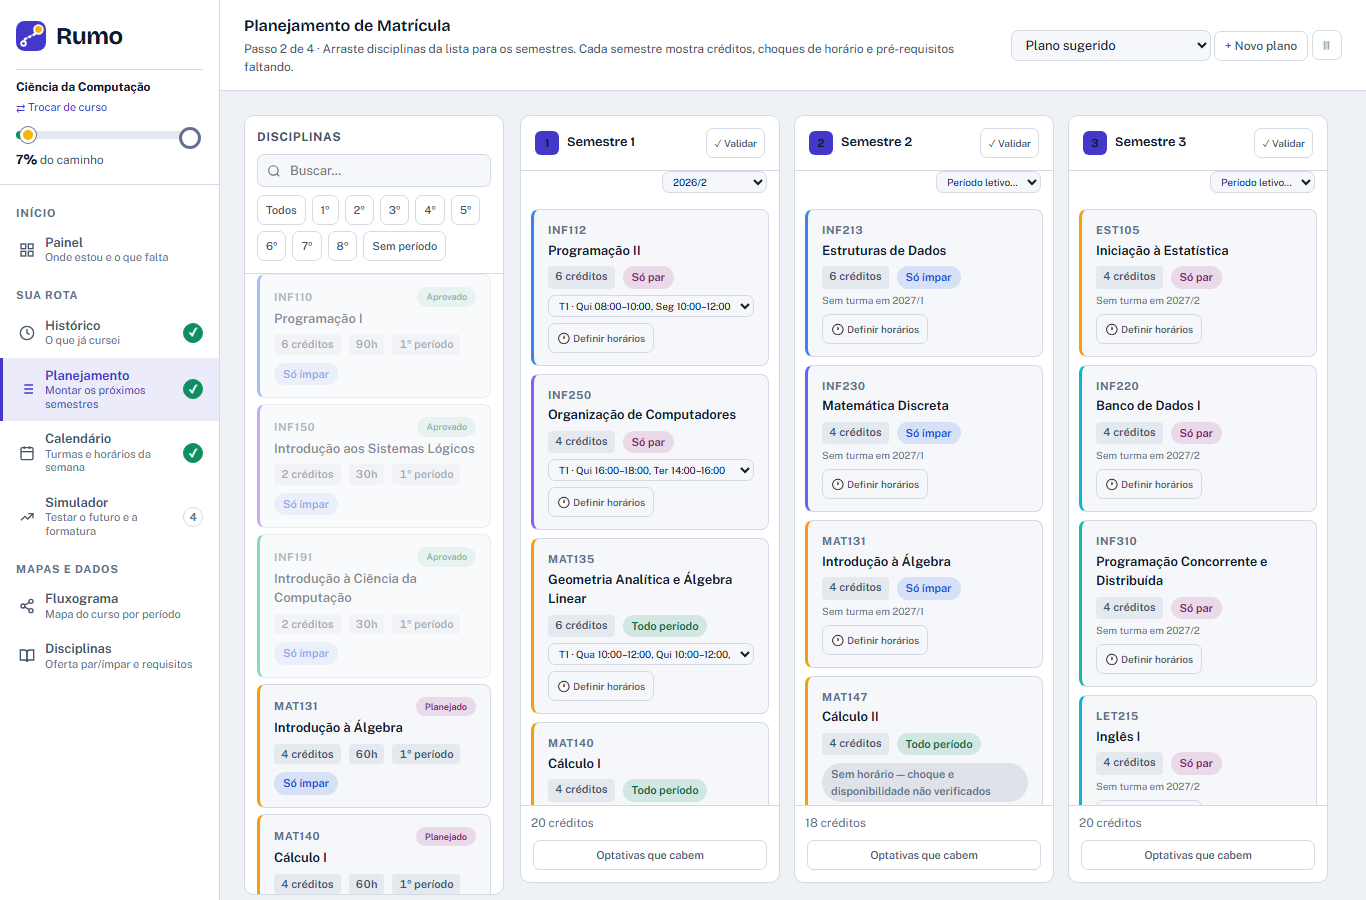 Rumo
Ciência da Computação
⇄ Trocar de curso
7% do caminho
INÍCIO
Painel
Onde estou e o que falta
SUA ROTA
Histórico
O que já cursei
Planejamento
Montar os próximos
semestres
Calendário
Turmas e horários da
semana
Simulador
Testar o futuro e a
formatura
4
MAPAS E DADOS
Fluxograma
Mapa do curso por período
Disciplinas
Oferta par/ímpar e requisitos
Planejamento de Matrícula
Passo 2 de 4 · Arraste disciplinas da lista para os semestres. Cada semestre mostra créditos, choques de horário e pré-requisitos
faltando.
Plano sugerido
+ Novo plano
DISCIPLINAS
Buscar...
Todos 1º 2º 3º 4º 5º
6º 7º 8º Sem período
INF110 Aprovado
Programação I
6 créditos 90h 1º período
Só ímpar
INF150 Aprovado
Introdução aos Sistemas Lógicos
2 créditos 30h 1º período
Só ímpar
INF191 Aprovado
Introdução à Ciência da
Computação
2 créditos 30h 1º período
Só ímpar
MAT131 Planejado
Introdução à Álgebra
4 créditos 60h 1º período
Só ímpar
MAT140 Planejado
Cálculo I
4 créditos 60h 1º período
1 Semestre 1 ✓ Validar
2026/2
INF112
Programação II
6 créditos Só par
T1 · Qui 08:00–10:00, Seg 10:00–12:00
Definir horários
INF250
Organização de Computadores
4 créditos Só par
T1 · Qui 16:00–18:00, Ter 14:00–16:00
Definir horários
MAT135
Geometria Analítica e Álgebra
Linear
6 créditos Todo período
T1 · Qua 10:00–12:00, Qui 10:00–12:00,
Definir horários
MAT140
Cálculo I
4 créditos Todo período
20 créditos
Optativas que cabem
2 Semestre 2 ✓ Validar
Período letivo...
INF213
Estruturas de Dados
6 créditos Só ímpar
Sem turma em 2027/1
Definir horários
INF230
Matemática Discreta
4 créditos Só ímpar
Sem turma em 2027/1
Definir horários
MAT131
Introdução à Álgebra
4 créditos Só ímpar
Sem turma em 2027/1
Definir horários
MAT147
Cálculo II
4 créditos Todo período
Sem horário — choque e
disponibilidade não verificados
18 créditos
Optativas que cabem
3 Semestre 3 ✓ Validar
Período letivo...
EST105
Iniciação à Estatística
4 créditos Só par
Sem turma em 2027/2
Definir horários
INF220
Banco de Dados I
4 créditos Só par
Sem turma em 2027/2
Definir horários
INF310
Programação Concorrente e
Distribuída
4 créditos Só par
Sem turma em 2027/2
Definir horários
LET215
Inglês I
4 créditos Só par
Sem turma em 2027/2
20 créditos
Optativas que cabem